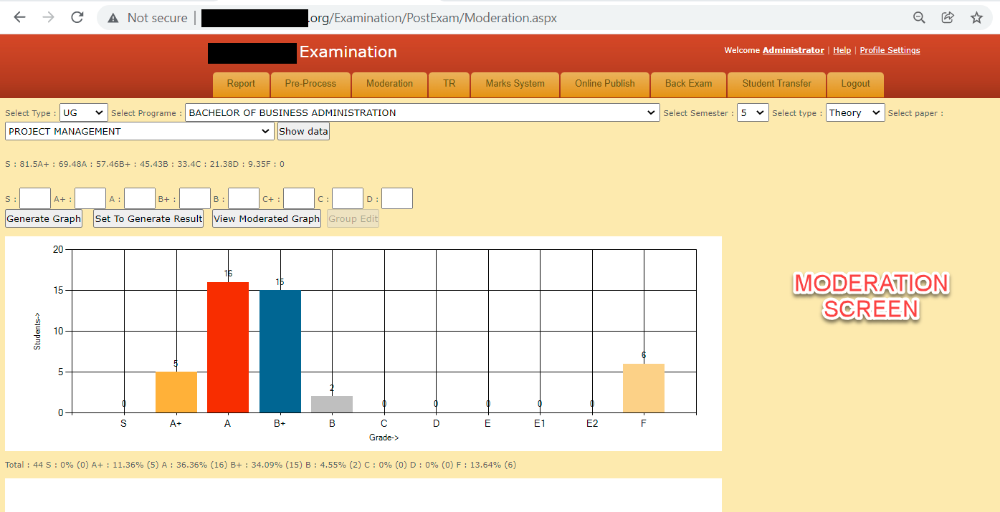 Not secure | .org/Examination/PostExam/Moderation.aspx
Examination
Welcome Administrator | Help | Profile Settings
Report Pre-Process Moderation TR Marks System Online Publish Back Exam Student Transfer Logout
Select Type : UG Select Programe : BACHELOR OF BUSINESS ADMINISTRATION Select Semester : 5 Select type : Theory Select paper :
PROJECT MANAGEMENT Show data
S : 81.5A+ : 69.48A : 57.46B+ : 45.43B : 33.4C : 21.38D : 9.35F : 0
S : A+ : A : B+ : B : C+ : C : D :
Generate Graph Set To Generate Result View Moderated Graph Group Edit
20
16
15
15
MODERATION
SCREEN
10
Students->
6
5
5
2
0 0 0 0 0 0
0
S A+ A B+ B C D E E1 E2 F
Grade->
Total : 44 S : 0% (0) A+ : 11.36% (5) A : 36.36% (16) B+ : 34.09% (15) B : 4.55% (2) C : 0% (0) D : 0% (0) F : 13.64% (6)